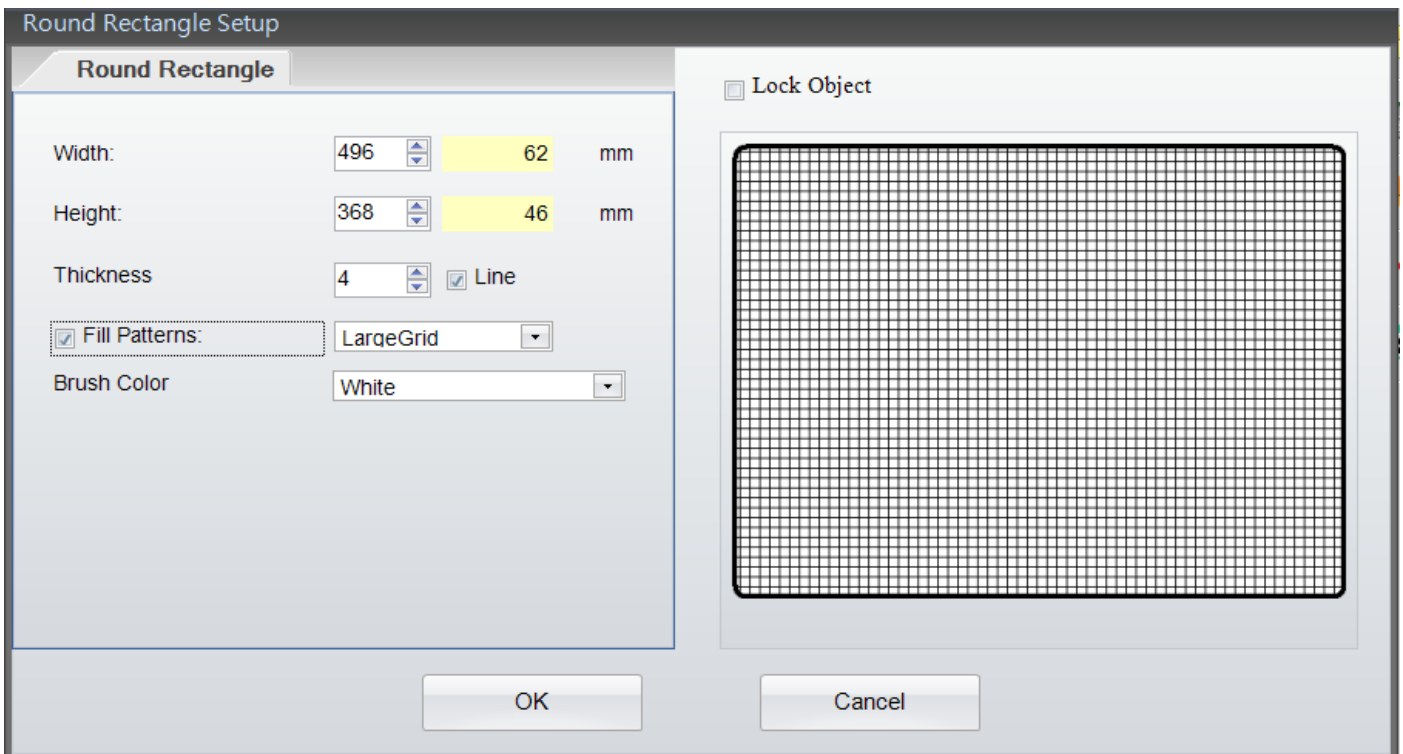 Round Rectangle Setup
Round Rectangle
Lock Object
Width: 496 62 mm
Height: 368 46 mm
Thickness 4 Line
Fill Patterns: LargeGrid
Brush Color White
OK Cancel